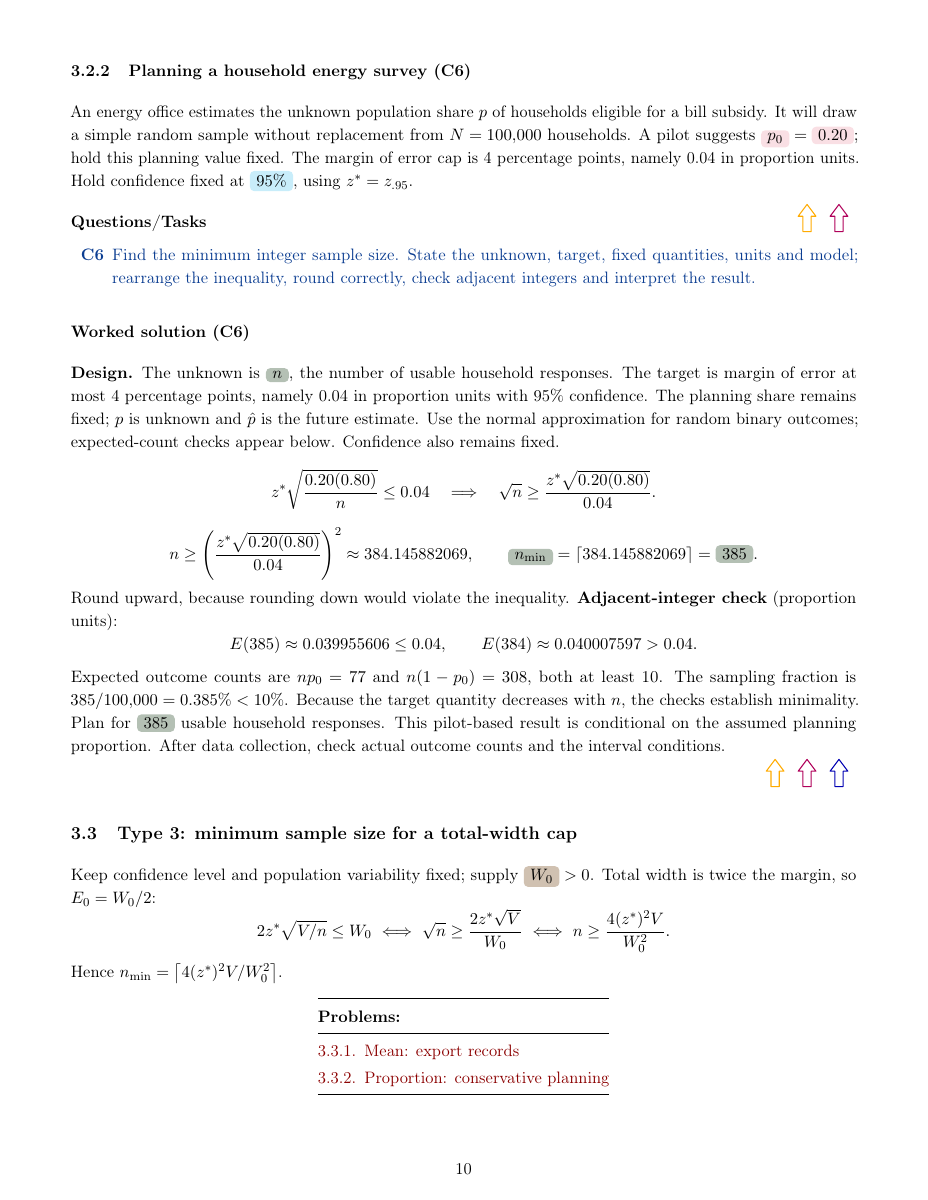 3.2.2 Planning a household energy survey (C6)
An energy office estimates the unknown population share p of households eligible for a bill subsidy. It will draw
a simple random sample without replacement from N = 100,000 households. A pilot suggests p₀ = 0.20 ;
hold this planning value fixed. The margin of error cap is 4 percentage points, namely 0.04 in proportion units.
Hold confidence fixed at 95% , using z* = z.₉₅.
Questions/Tasks
C6 Find the minimum integer sample size. State the unknown, target, fixed quantities, units and model;
rearrange the inequality, round correctly, check adjacent integers and interpret the result.
Worked solution (C6)
Design. The unknown is n , the number of usable household responses. The target is margin of error at
most 4 percentage points, namely 0.04 in proportion units with 95% confidence. The planning share remains
fixed; p is unknown and p̂ is the future estimate. Use the normal approximation for random binary outcomes;
expected-count checks appear below. Confidence also remains fixed.
z*√(0.20(0.80)/n) ≤ 0.04 ⟹ √n ≥ z*√(0.20(0.80))/0.04.
n ≥ (z*√(0.20(0.80))/0.04)² ≈ 384.145882069, n_min = ⌈384.145882069⌉ = 385 .
Round upward, because rounding down would violate the inequality. Adjacent-integer check (proportion
units):
E(385) ≈ 0.039955606 ≤ 0.04, E(384) ≈ 0.040007597 > 0.04.
Expected outcome counts are np₀ = 77 and n(1 − p₀) = 308, both at least 10. The sampling fraction is
385/100,000 = 0.385% < 10%. Because the target quantity decreases with n, the checks establish minimality.
Plan for 385 usable household responses. This pilot-based result is conditional on the assumed planning
proportion. After data collection, check actual outcome counts and the interval conditions.
3.3 Type 3: minimum sample size for a total-width cap
Keep confidence level and population variability fixed; supply W₀ > 0. Total width is twice the margin, so
E₀ = W₀/2:
2z*√(V/n) ≤ W₀ ⟺ √n ≥ 2z*√V/W₀ ⟺ n ≥ 4(z*)²V/W₀².
Hence n_min = ⌈4(z*)²V/W₀²⌉.
Problems:
3.3.1. Mean: export records
3.3.2. Proportion: conservative planning
10